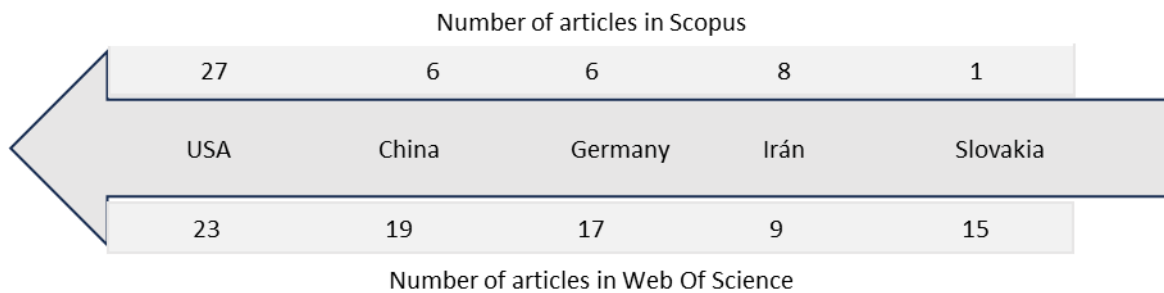 Number of articles in Scopus
27 6 6 8 1
USA China Germany Irán Slovakia
23 19 17 9 15
Number of articles in Web Of Science